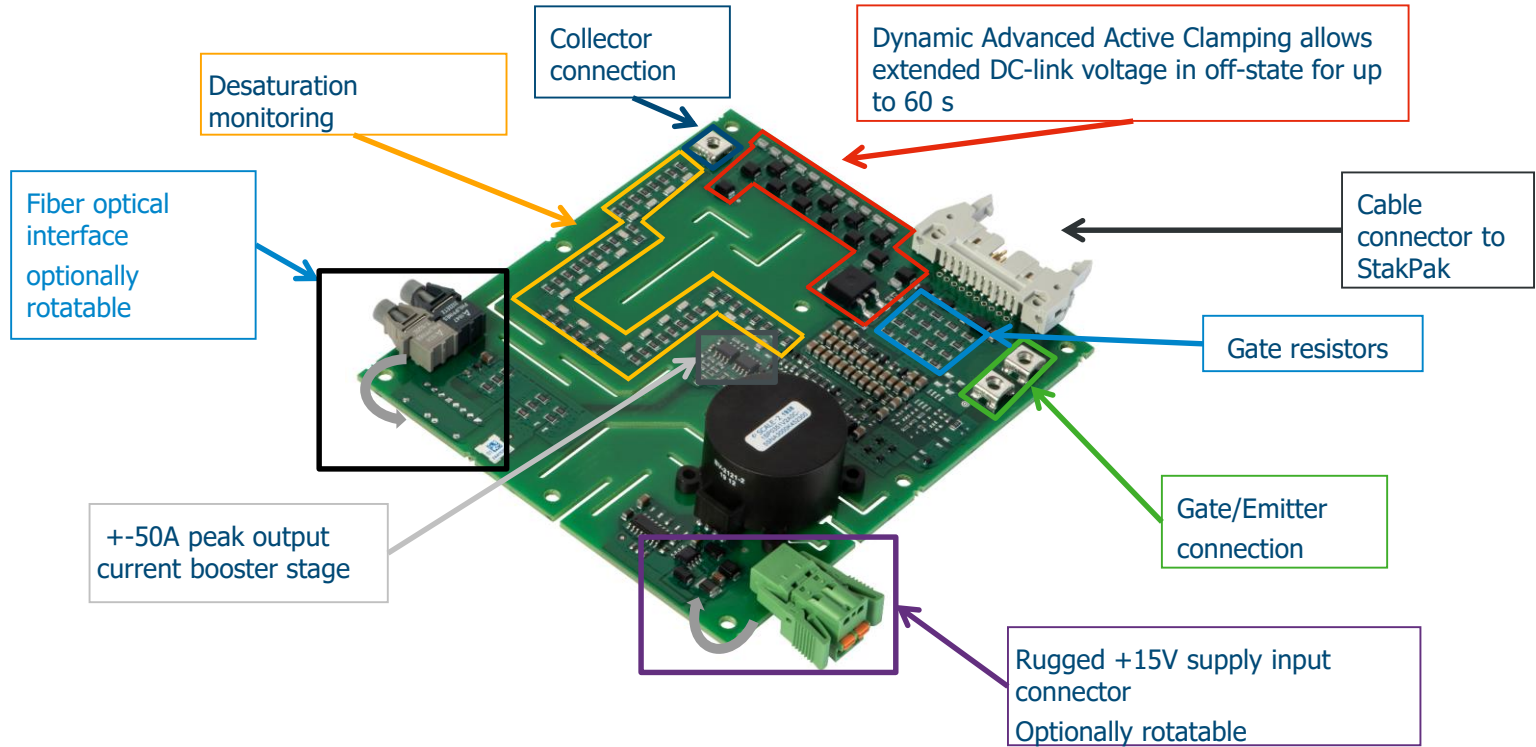 Collector
connection
Dynamic Advanced Active Clamping allows
extended DC-link voltage in off-state for up
to 60 s
Desaturation
monitoring
Fiber optical
interface
optionally
rotatable
Cable
connector to
StakPak
Gate resistors
+-50A peak output
current booster stage
Gate/Emitter
connection
Rugged +15V supply input
connector
Optionally rotatable